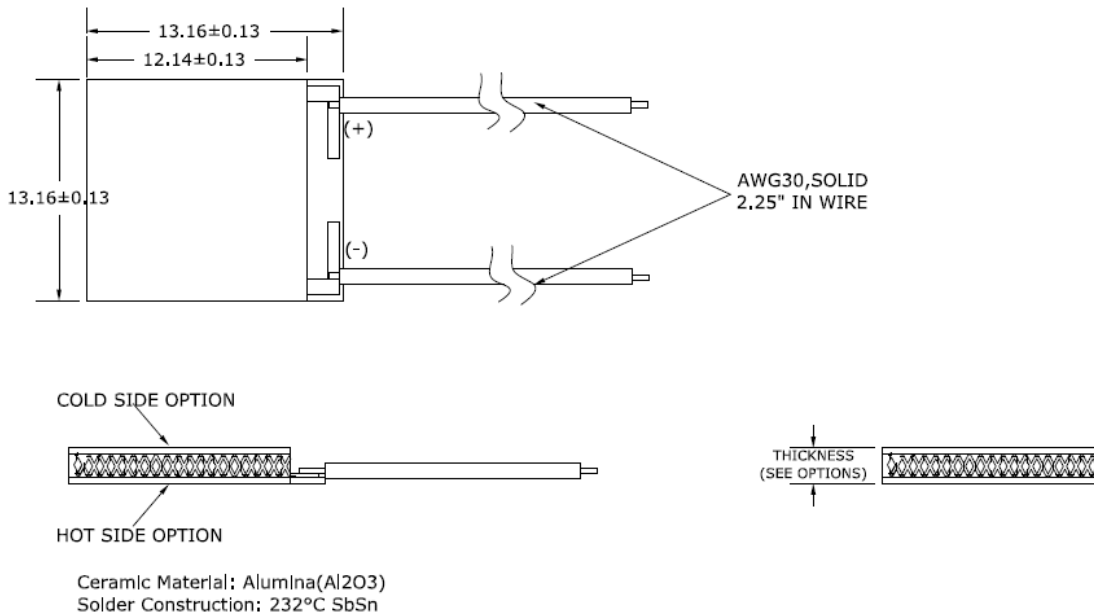 13.16±0.13
12.14±0.13
(+)
13.16±0.13
AWG30,SOLID
2.25" IN WIRE
(-)
COLD SIDE OPTION
THICKNESS
(SEE OPTIONS)
HOT SIDE OPTION
Ceramic Material: Alumina(Al2O3)
Solder Construction: 232°C SbSn